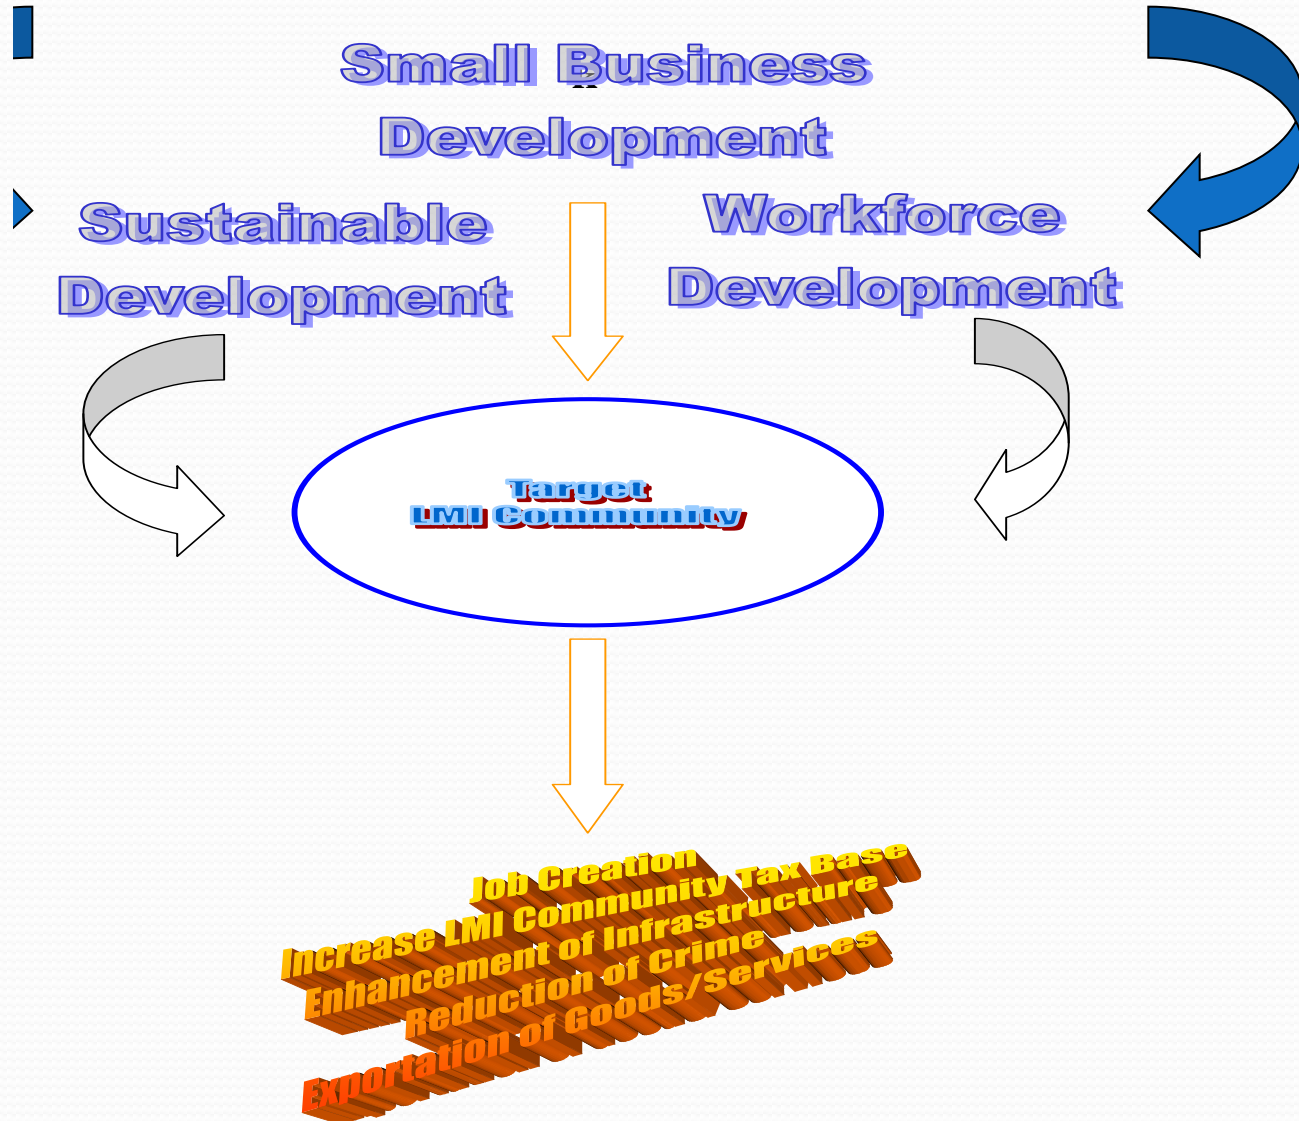 Small Business
Development
Sustainable
Development
Workforce
Development
Target
LMI Community
Job Creation
Increase LMI Community Tax Base
Enhancement of Infrastructure
Reduction of Crime
Exportation of Goods/Services